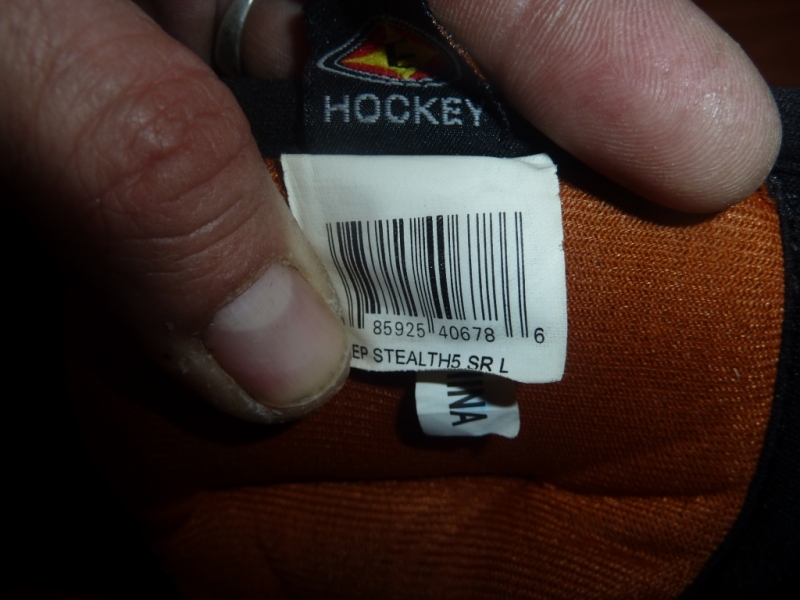 HOCKEY
85925 40678 6
EP STEALTH5 SR L
INA